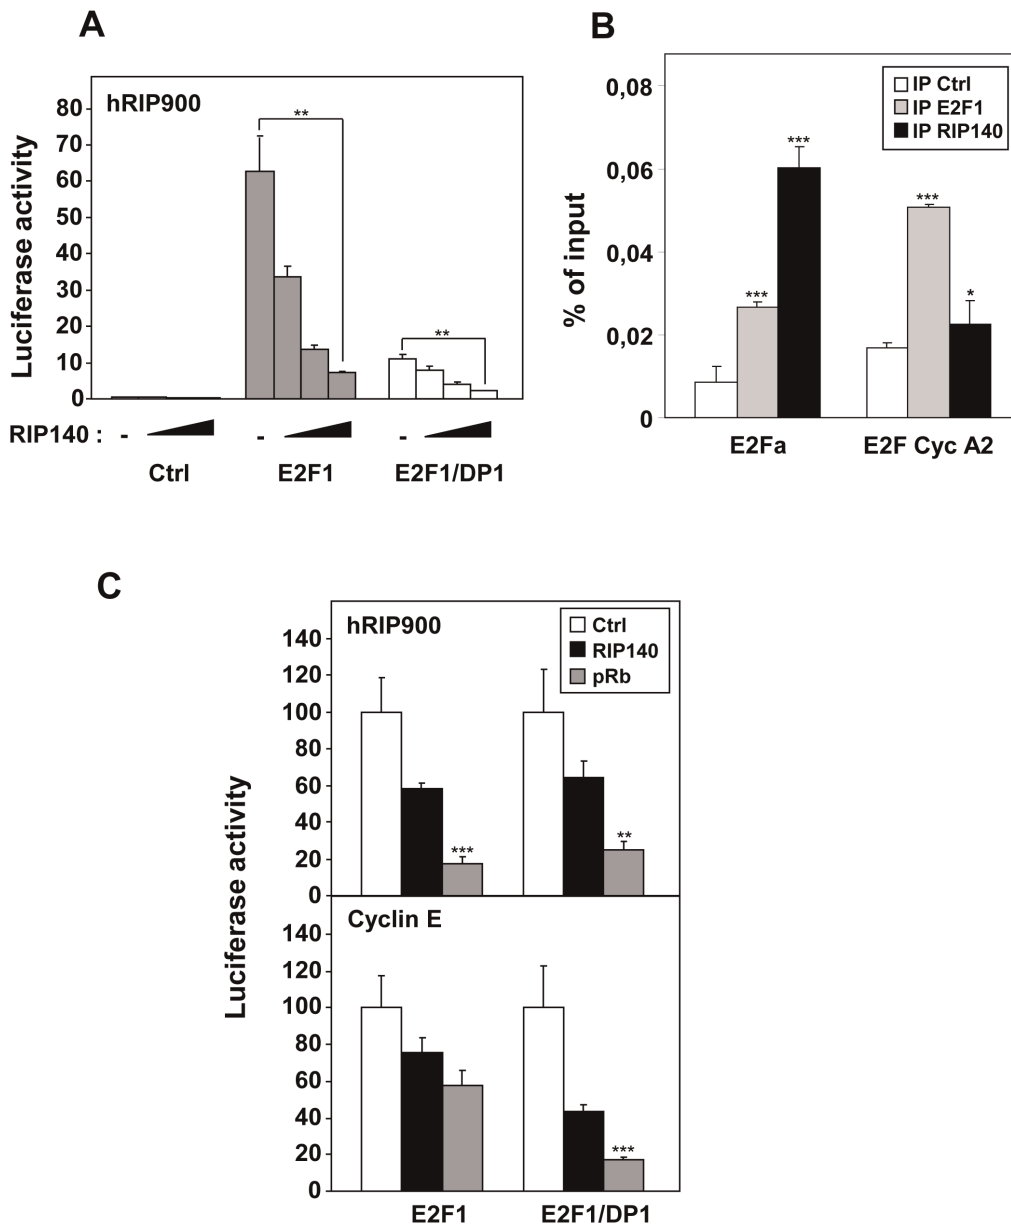 A
hRIP900
Luciferase activity
80
70
60
50
40
30
20
10
0
**
**
RIP140 :
-
-
-
Ctrl
E2F1
E2F1/DP1
B
% of input
0,08
0,06
0,04
0,02
0
IP Ctrl
IP E2F1
IP RIP140
***
***
***
*
E2Fa
E2F Cyc A2
C
hRIP900
Ctrl
RIP140
pRb
Luciferase activity
140
120
100
80
60
40
20
0
***
**
Cyclin E
140
120
100
80
60
40
20
0
***
E2F1
E2F1/DP1